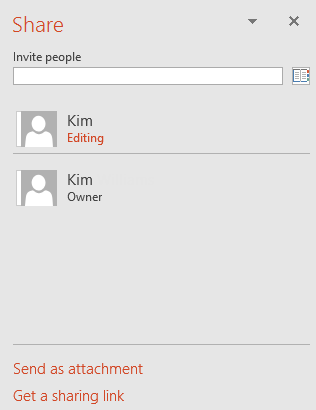 Share
Invite people
Kim
Editing
Kim
Owner
Send as attachment
Get a sharing link